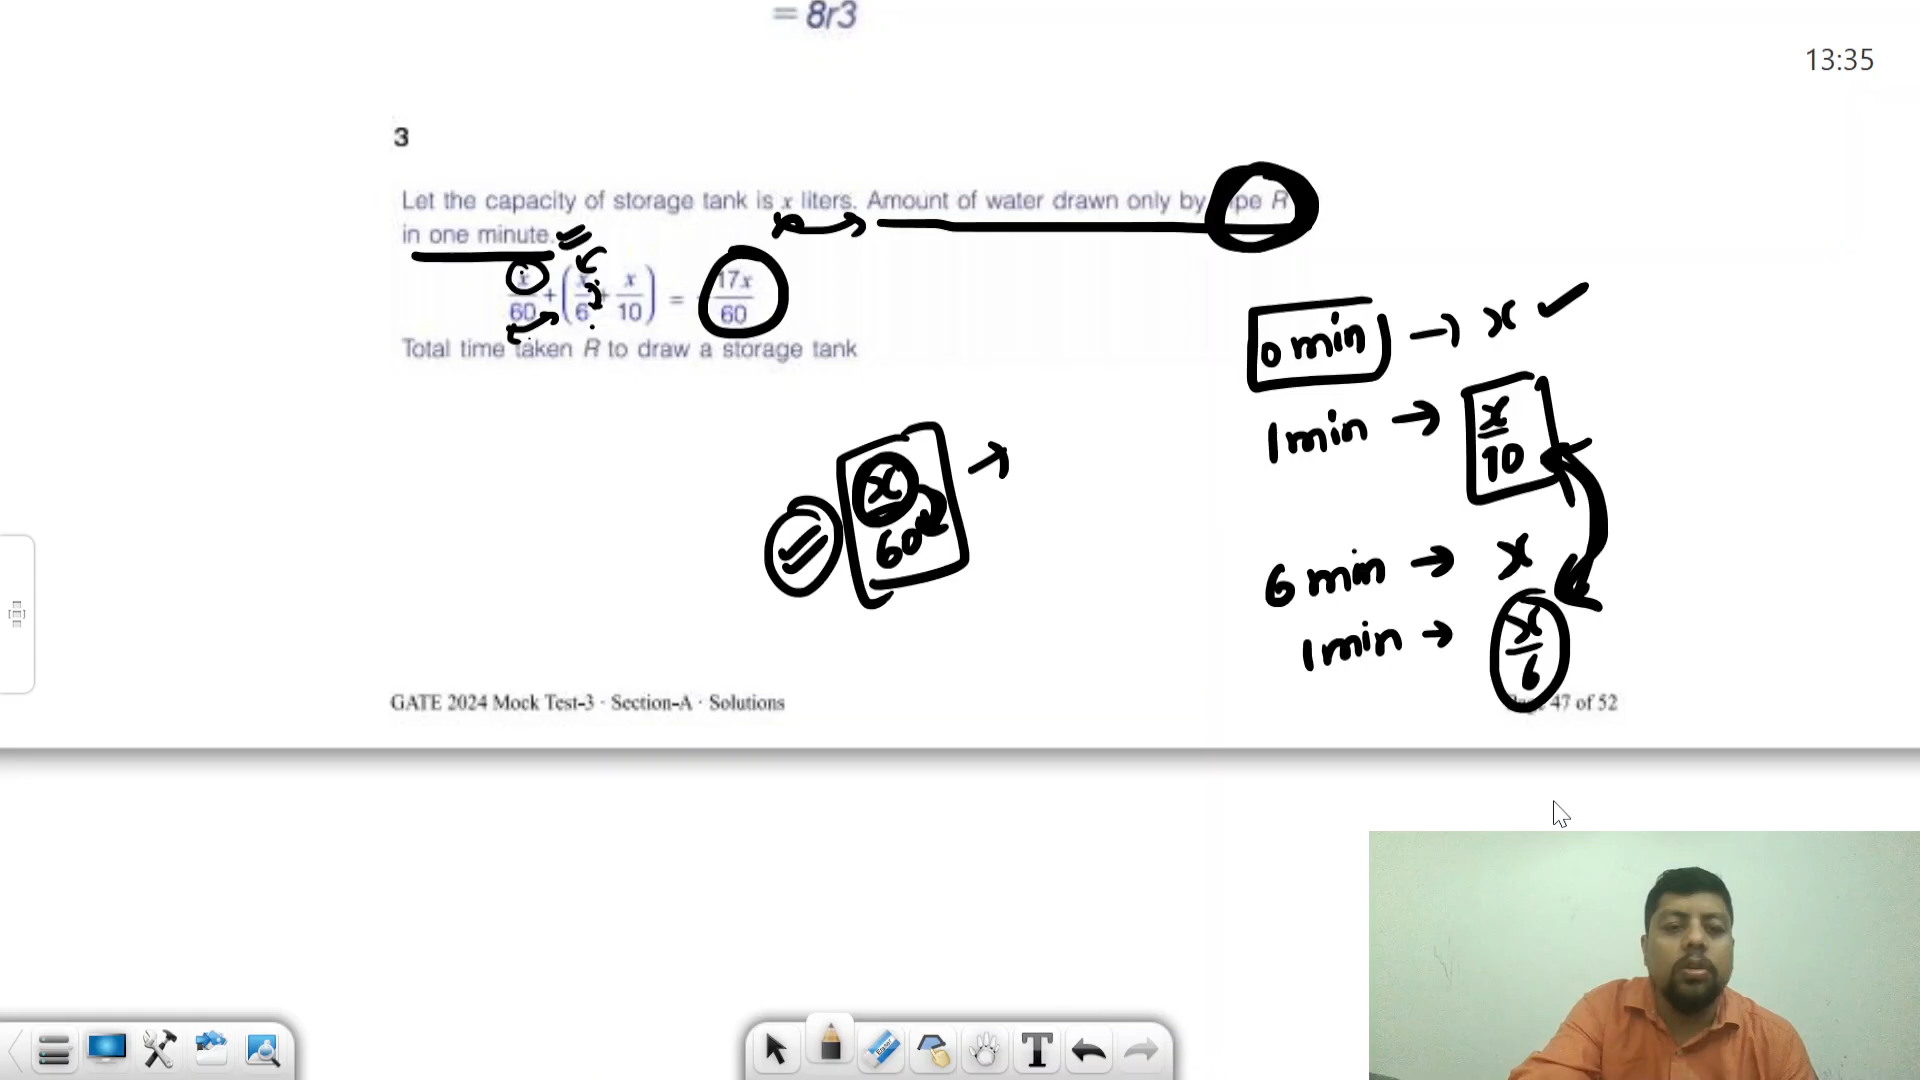 = 8r3
13:35
3
Let the capacity of storage tank is x liters. Amount of water drawn only by pe R
in one minute.
x/60 + (x/6 + x/10) = 17x/60
Total time taken R to draw a storage tank
0 min → x ✓
1 min → x/10
x/60 →
6 min → x
1 min → x/6
GATE 2024 Mock Test-3 · Section-A · Solutions
47 of 52
Eraser
T